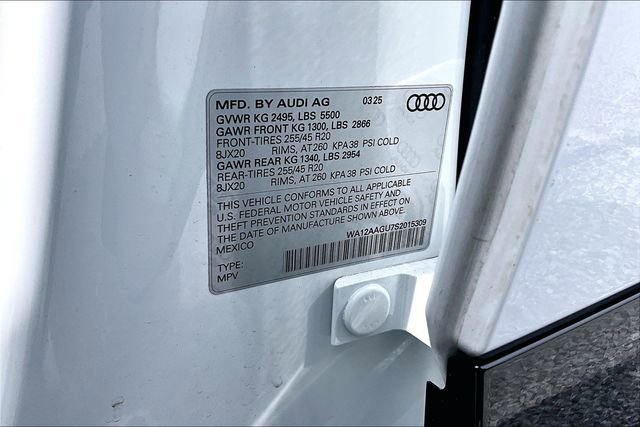 MFD. BY AUDI AG 03 25
GVWR KG 2495, LBS 5500
GAWR FRONT KG 1300, LBS 2866
FRONT-TIRES 255/45 R20
8JX20 RIMS, AT 260 KPA 38 PSI COLD
GAWR REAR KG 1340, LBS 2954
REAR-TIRES 255/45 R20
8JX20 RIMS, AT 260 KPA 38 PSI COLD
THIS VEHICLE CONFORMS TO ALL APPLICABLE
U.S. FEDERAL MOTOR VEHICLE SAFETY AND
THEFT PREVENTION STANDARDS IN EFFECT ON
THE DATE OF MANUFACTURE SHOWN ABOVE.
MEXICO
WA12AAGU7S2015309
TYPE:
MPV